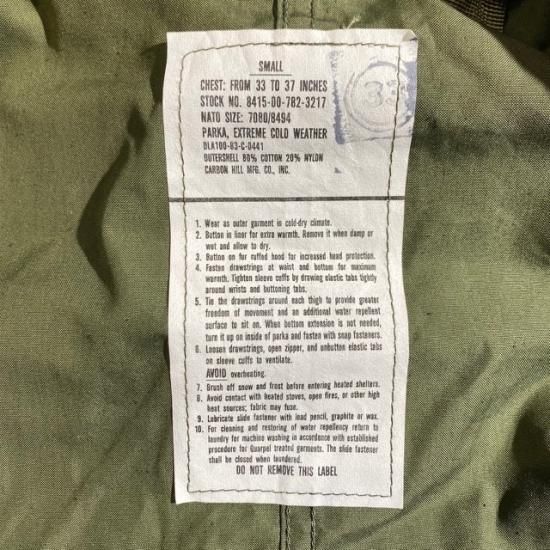 SMALL
CHEST: FROM 33 TO 37 INCHES
STOCK NO. 8415-00-782-3217
NATO SIZE: 7080/8494
PARKA, EXTREME COLD WEATHER
DLA100-83-C-0441
OUTERSHELL 80% COTTON 20% NYLON
CARBON HILL MFG. CO., INC.
1. Wear as outer garment in cold-dry climate.
2. Button in liner for extra warmth. Remove it when damp or
wet and allow to dry.
3. Button on fur ruffed hood for increased head protection.
4. Fasten drawstrings at waist and bottom for maximum
warmth. Tighten sleeve cuffs by drawing elastic tabs tightly
around wrists and buttoning tabs.
5. Tie the drawstrings around each thigh to provide greater
freedom of movement and an additional water repellent
surface to sit on. When bottom extension is not needed,
turn it up on inside of parka and fasten with snap fasteners.
6. Loosen drawstrings, open zipper, and unbutton elastic tabs
on sleeve cuffs to ventilate.
AVOID overheating.
7. Brush off snow and frost before entering heated shelters.
8. Avoid contact with heated stoves, open fires, or other high
heat sources; fabric may fuse.
9. Lubricate slide fastener with lead pencil, graphite or wax.
10. For cleaning and restoring of water repellency return to
laundry for machine washing in accordance with established
procedure for Quarpel treated garments. The slide fastener
shall be closed when laundered.
DO NOT REMOVE THIS LABEL